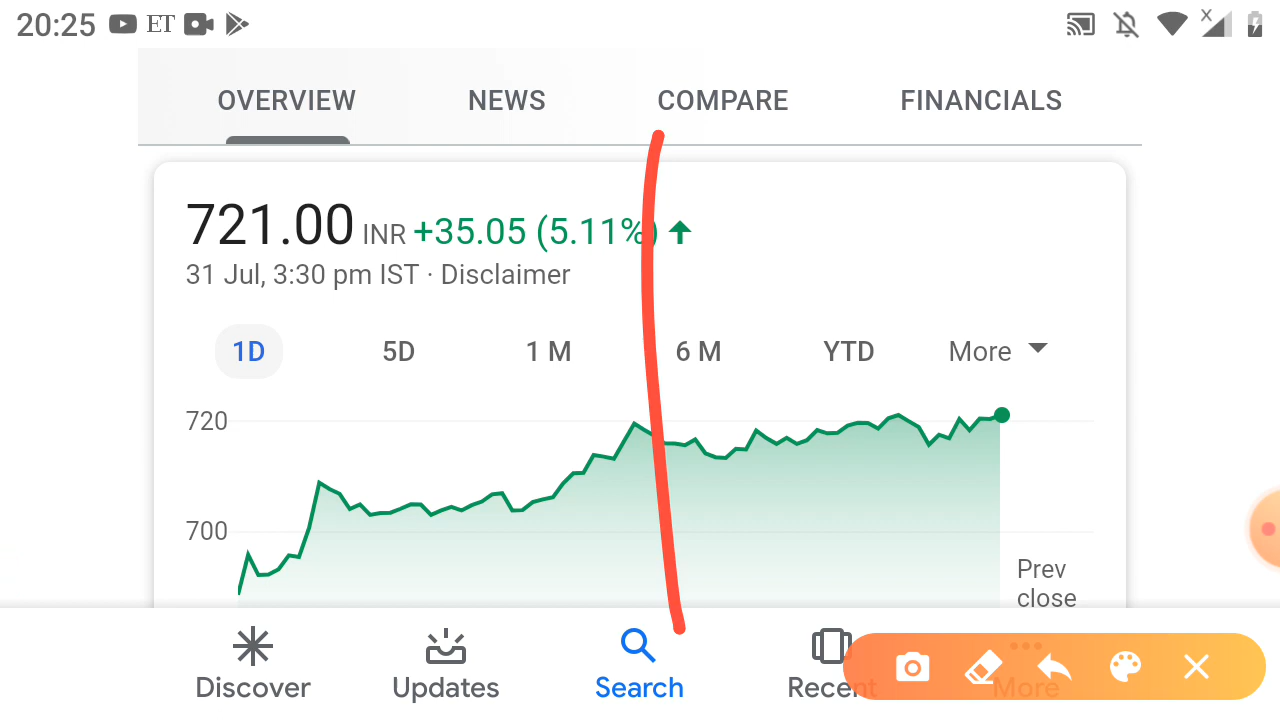 20:25 ET X
OVERVIEW NEWS COMPARE FINANCIALS
721.00 INR +35.05 (5.11%)
31 Jul, 3:30 pm IST · Disclaimer
1D 5D 1 M 6 M YTD More
720
700
Prev
close
Discover Updates Search Recent More